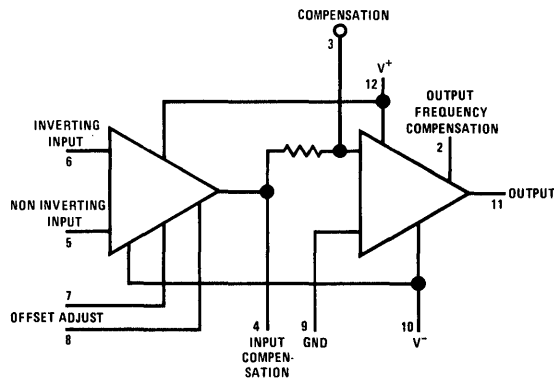 COMPENSATION
3
V+
12
OUTPUT
FREQUENCY
COMPENSATION
2
INVERTING
INPUT
6
NON INVERTING
INPUT
5
OUTPUT
11
7
OFFSET ADJUST
8
4
INPUT
COMPEN-
SATION
9
GND
10
V-